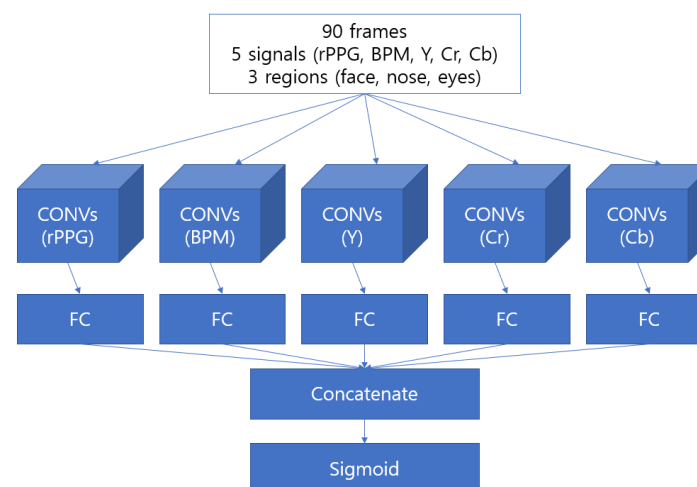 90 frames
5 signals (rPPG, BPM, Y, Cr, Cb)
3 regions (face, nose, eyes)
CONVs
(rPPG)
CONVs
(BPM)
CONVs
(Y)
CONVs
(Cr)
CONVs
(Cb)
FC
FC
FC
FC
FC
Concatenate
Sigmoid